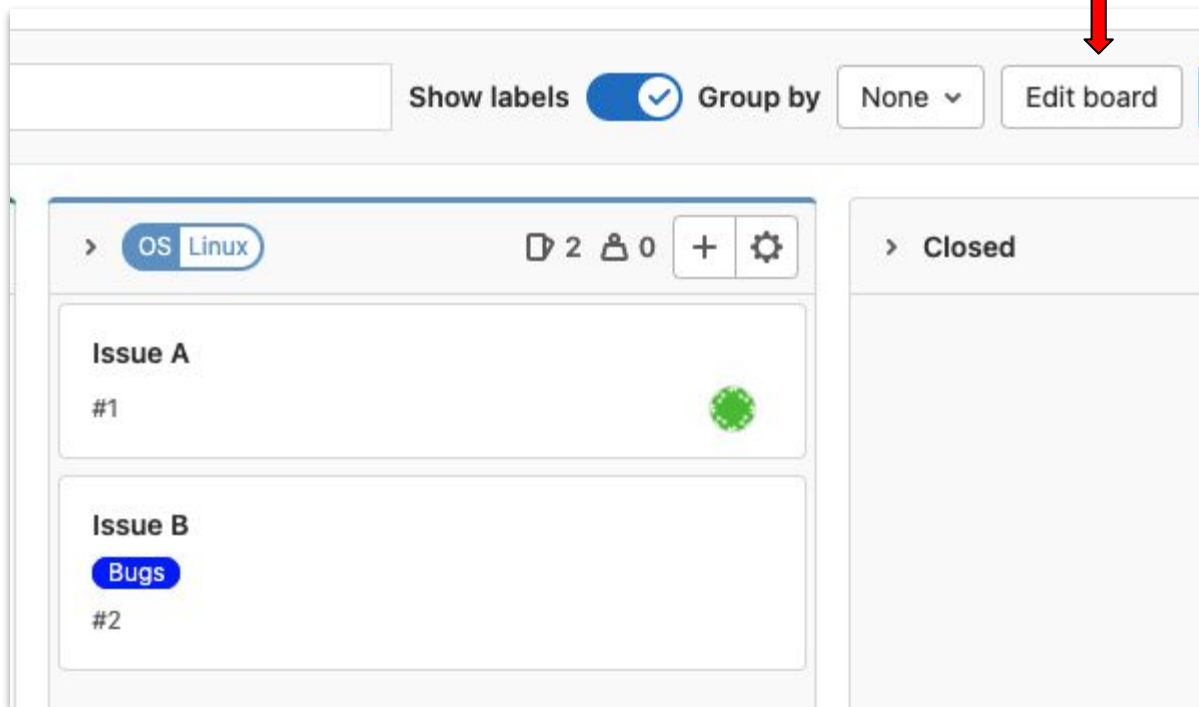 Show labels Group by None Edit board
OS Linux 2 0 + Closed
Issue A
#1
Issue B
Bugs
#2